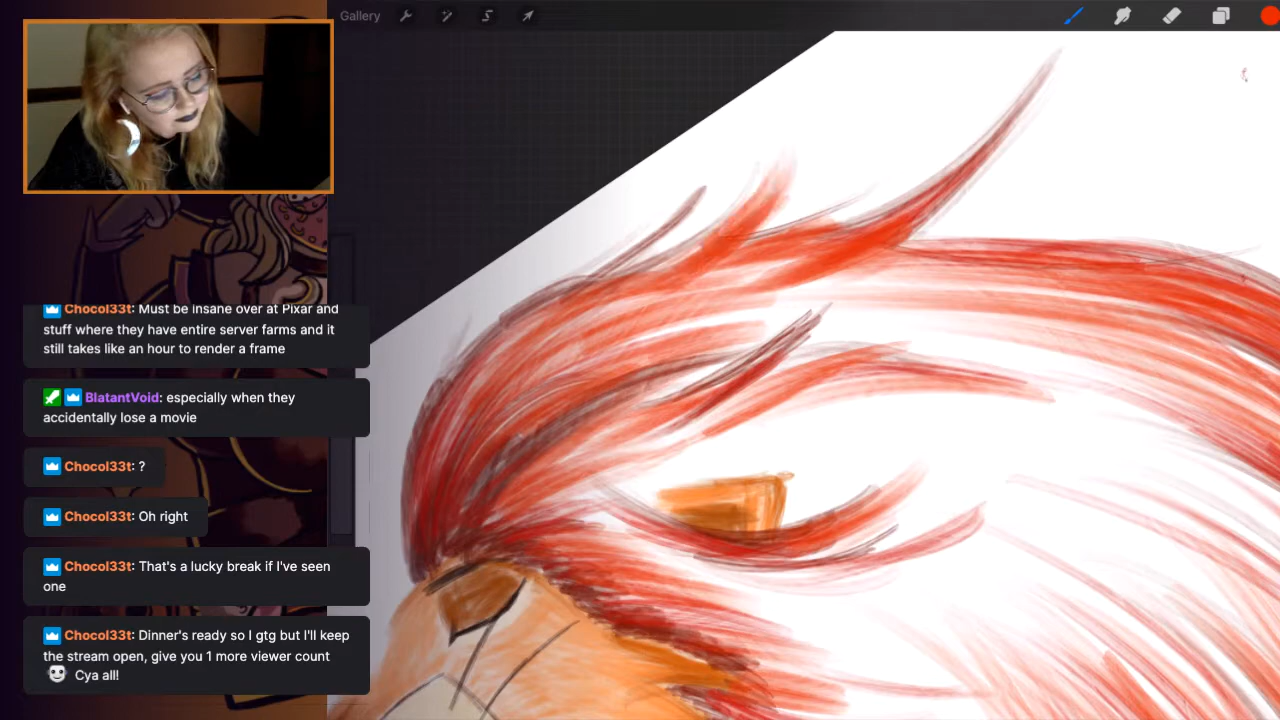 Gallery
Chocol33t: Must be insane over at Pixar and
stuff where they have entire server farms and it
still takes like an hour to render a frame
BlatantVoid: especially when they
accidentally lose a movie
Chocol33t: ?
Chocol33t: Oh right
Chocol33t: That's a lucky break if I've seen
one
Chocol33t: Dinner's ready so I gtg but I'll keep
the stream open, give you 1 more viewer count
Cya all!